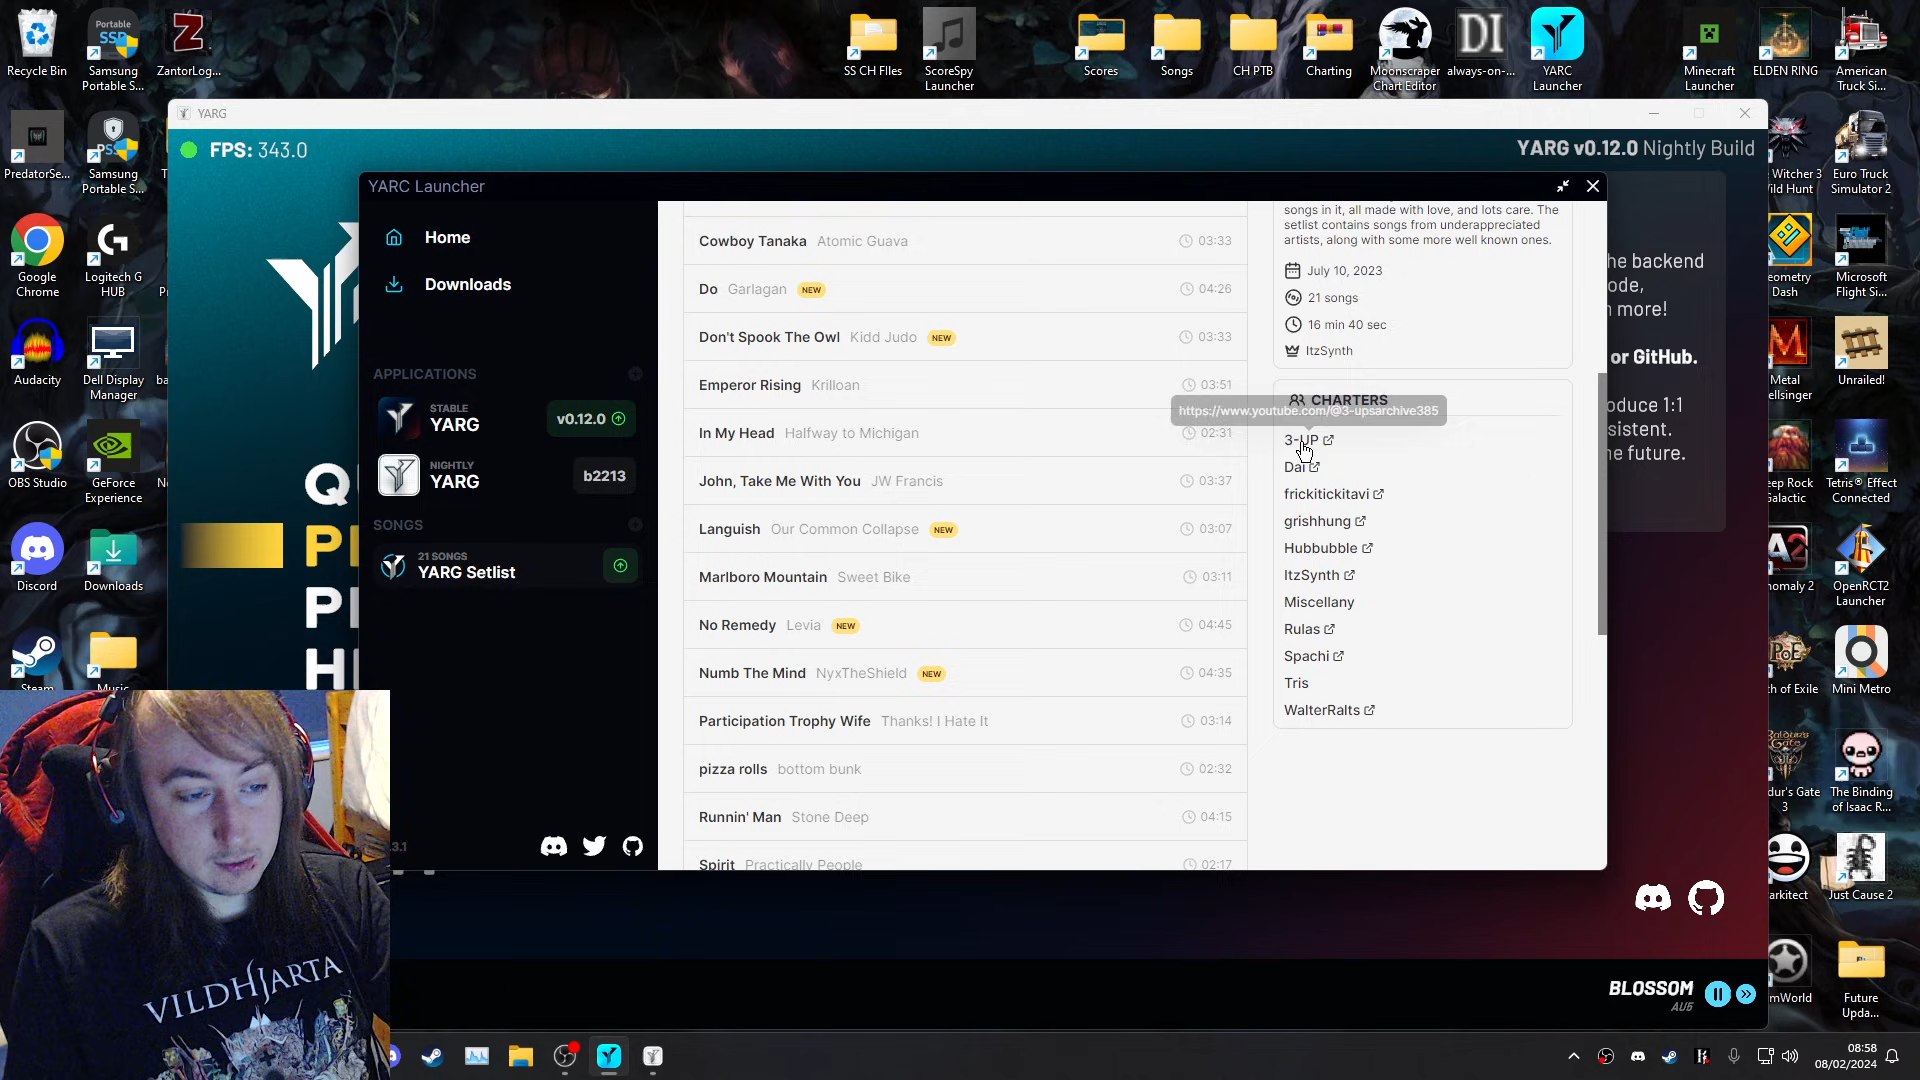 Recycle Bin
Portable
SSD
Samsung
Portable S...
ZantorLog...
SS CH FIles
ScoreSpy
Launcher
Scores
Songs
CH PTB
Charting
Moonscraper
Chart Editor
DI
always-on-...
YARC
Launcher
Minecraft
Launcher
ELDEN RING
American
Truck Si...
PredatorSe...
Samsung
Portable S...
Google
Chrome
Logitech G
HUB
Audacity
Dell Display
Manager
OBS Studio
GeForce
Experience
Discord
Downloads
Steam
Music
YARG
FPS: 343.0
YARG v0.12.0 Nightly Build
YARC Launcher
Home
Downloads
APPLICATIONS
STABLE
YARG
v0.12.0
NIGHTLY
YARG
b2213
SONGS
21 SONGS
YARG Setlist
Cowboy Tanaka Atomic Guava 03:33
Do Garlagan NEW 04:26
Don't Spook The Owl Kidd Judo NEW 03:33
Emperor Rising Krilloan 03:51
In My Head Halfway to Michigan 02:31
John, Take Me With You JW Francis 03:37
Languish Our Common Collapse NEW 03:07
Marlboro Mountain Sweet Bike 03:11
No Remedy Levia NEW 04:45
Numb The Mind NyxTheShield NEW 04:35
Participation Trophy Wife Thanks! I Hate It 03:14
pizza rolls bottom bunk 02:32
Runnin' Man Stone Deep 04:15
Spirit Practically People 02:17
songs in it, all made with love, and lots care. The
setlist contains songs from underappreciated
artists, along with some more well known ones.
July 10, 2023
21 songs
16 min 40 sec
ItzSynth
CHARTERS
https://www.youtube.com/@3-upsarchive385
3-UP
Dai
frickitickitavi
grishhung
Hubbubble
ItzSynth
Miscellany
Rulas
Spachi
Tris
WalterRalts
he backend
ode,
n more!
or GitHub.
oduce 1:1
sistent.
he future.
Witcher 3
Wild Hunt
Euro Truck
Simulator 2
eometry
Dash
Microsoft
Flight Si...
Metal
ellsinger
Unrailed!
eep Rock
Galactic
Tetris® Effect
Connected
A2
nomaly 2
OpenRCT2
Launcher
PoE
th of Exile
Mini Metro
dur's Gate
3
The Binding
of Isaac R...
arkitect
Just Cause 2
mWorld
Future
Upda...
BLOSSOM
AU5
VILDHJARTA
08:58
08/02/2024